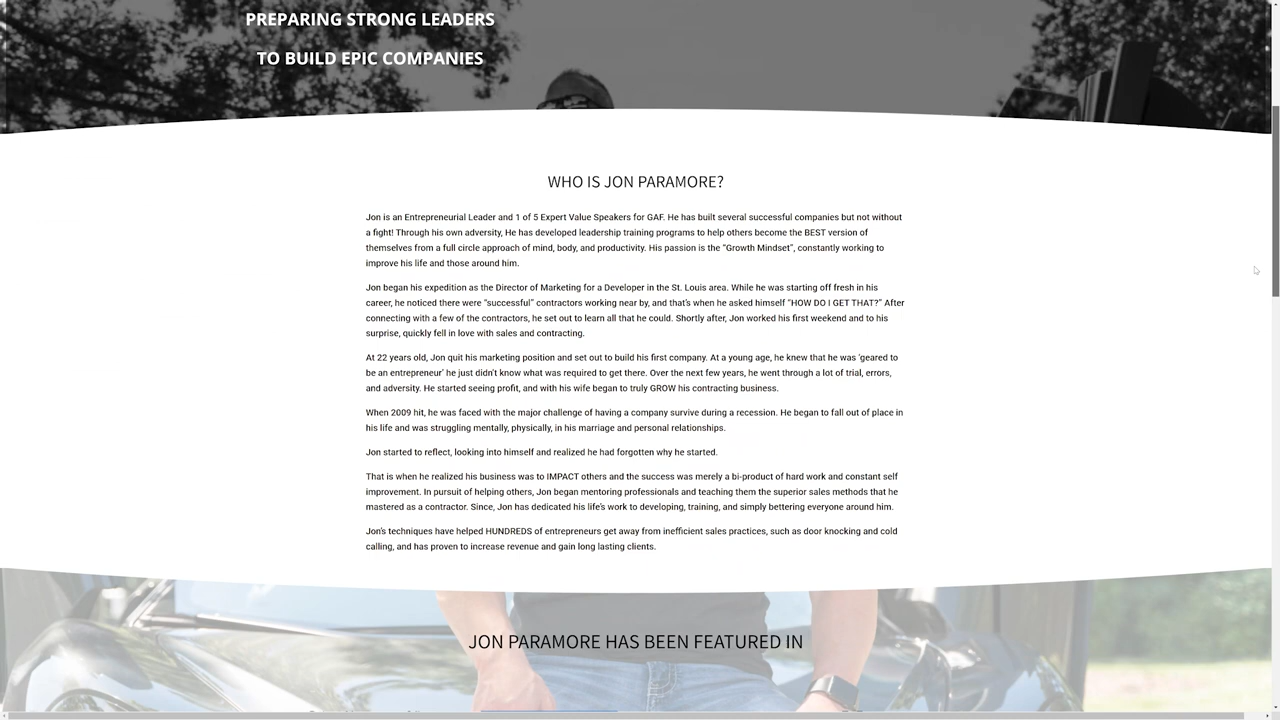 PREPARING STRONG LEADERS
TO BUILD EPIC COMPANIES
WHO IS JON PARAMORE?
Jon is an Entrepreneurial Leader and 1 of 5 Expert Value Speakers for GAF. He has built several successful companies but not without
a fight! Through his own adversity, He has developed leadership training programs to help others become the BEST version of
themselves from a full circle approach of mind, body, and productivity. His passion is the “Growth Mindset”, constantly working to
improve his life and those around him.
Jon began his expedition as the Director of Marketing for a Developer in the St. Louis area. While he was starting off fresh in his
career, he noticed there were “successful” contractors working near by, and that’s when he asked himself “HOW DO I GET THAT?” After
connecting with a few of the contractors, he set out to learn all that he could. Shortly after, Jon worked his first weekend and to his
surprise, quickly fell in love with sales and contracting.
At 22 years old, Jon quit his marketing position and set out to build his first company. At a young age, he knew that he was ‘geared to
be an entrepreneur’ he just didn’t know what was required to get there. Over the next few years, he went through a lot of trial, errors,
and adversity. He started seeing profit, and with his wife began to truly GROW his contracting business.
When 2009 hit, he was faced with the major challenge of having a company survive during a recession. He began to fall out of place in
his life and was struggling mentally, physically, in his marriage and personal relationships.
Jon started to reflect, looking into himself and realized he had forgotten why he started.
That is when he realized his business was to IMPACT others and the success was merely a bi-product of hard work and constant self
improvement. In pursuit of helping others, Jon began mentoring professionals and teaching them the superior sales methods that he
mastered as a contractor. Since, Jon has dedicated his life’s work to developing, training, and simply bettering everyone around him.
Jon’s techniques have helped HUNDREDS of entrepreneurs get away from inefficient sales practices, such as door knocking and cold
calling, and has proven to increase revenue and gain long lasting clients.
JON PARAMORE HAS BEEN FEATURED IN